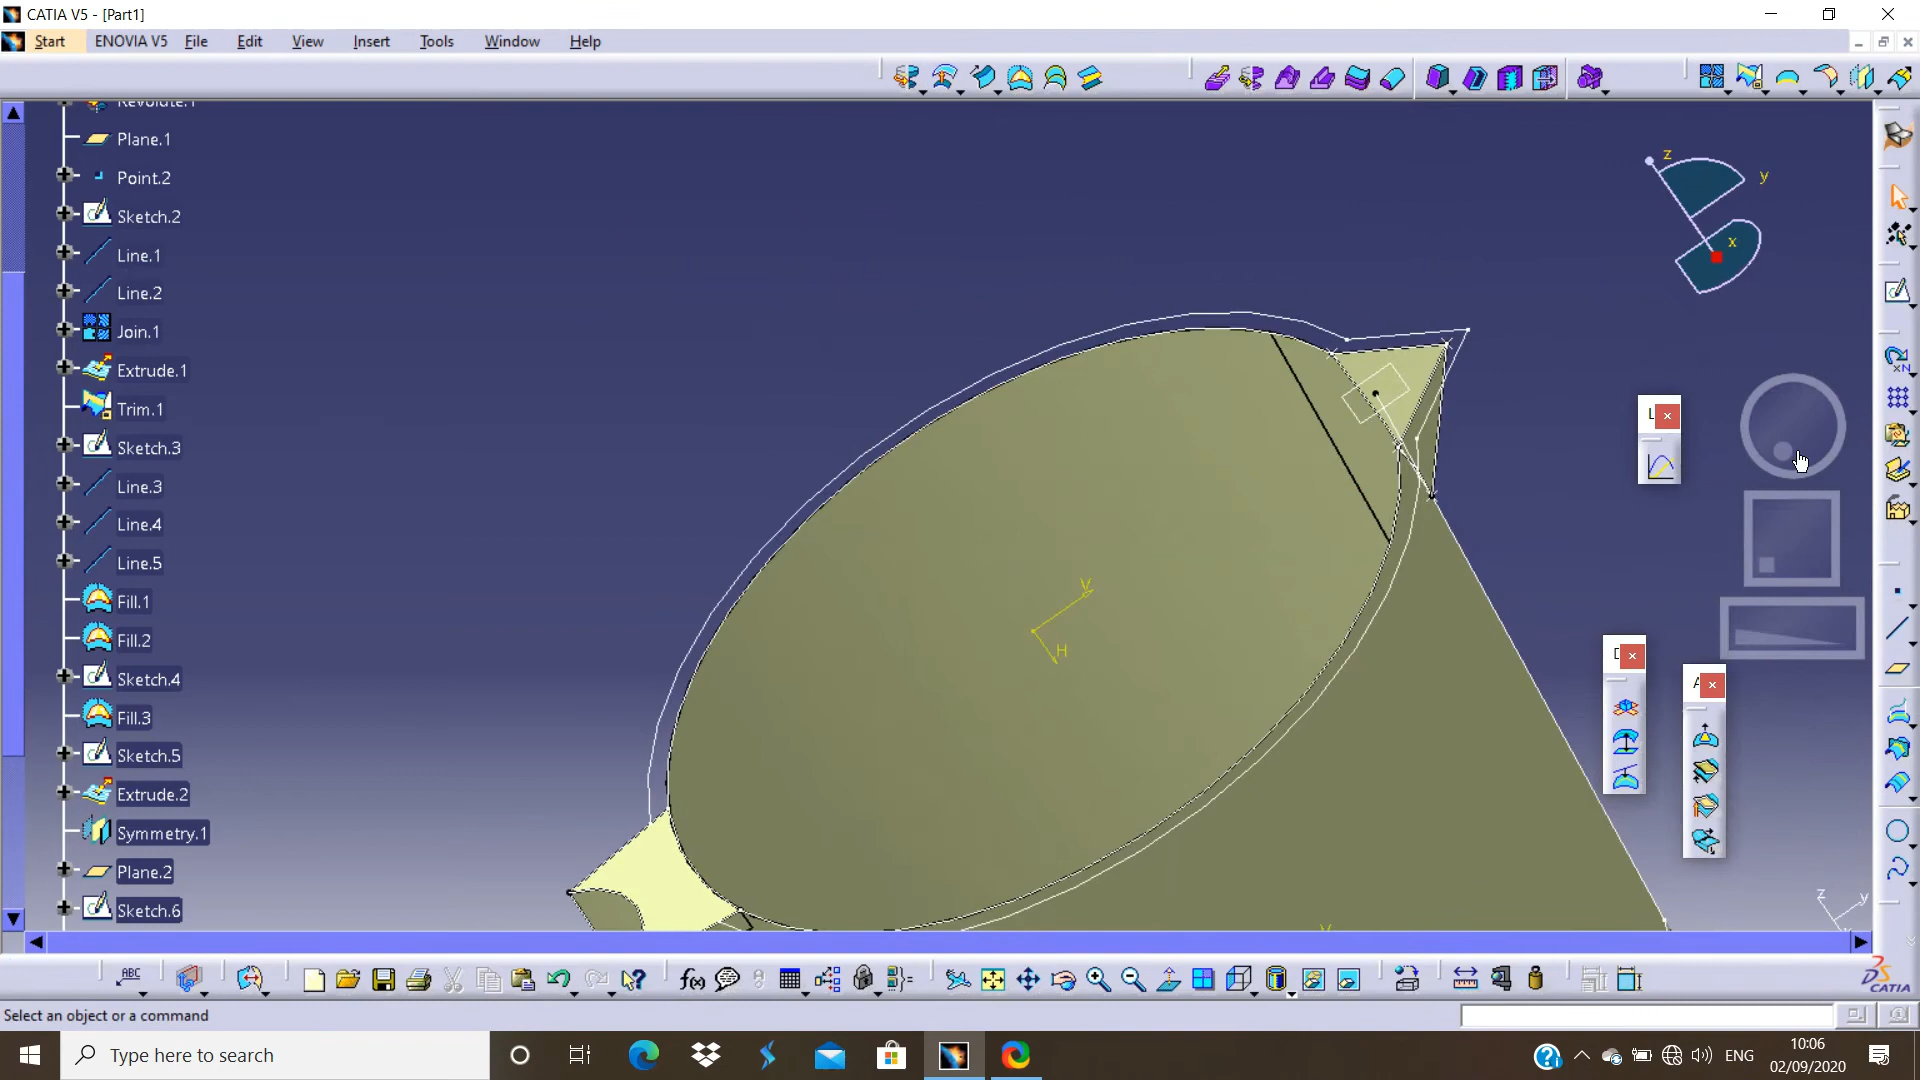 CATIA V5 - [Part1]
Start ENOVIA V5 File Edit View Insert Tools Window Help
Revolute.1
Plane.1
Point.2
Sketch.2
Line.1
Line.2
Join.1
Extrude.1
Trim.1
Sketch.3
Line.3
Line.4
Line.5
Fill.1
Fill.2
Sketch.4
Fill.3
Sketch.5
Extrude.2
Symmetry.1
Plane.2
Sketch.6
z
y
x
V
H
z
y
ABC
f(x)
CATIA
Select an object or a command
Type here to search
ENG
10:06
02/09/2020